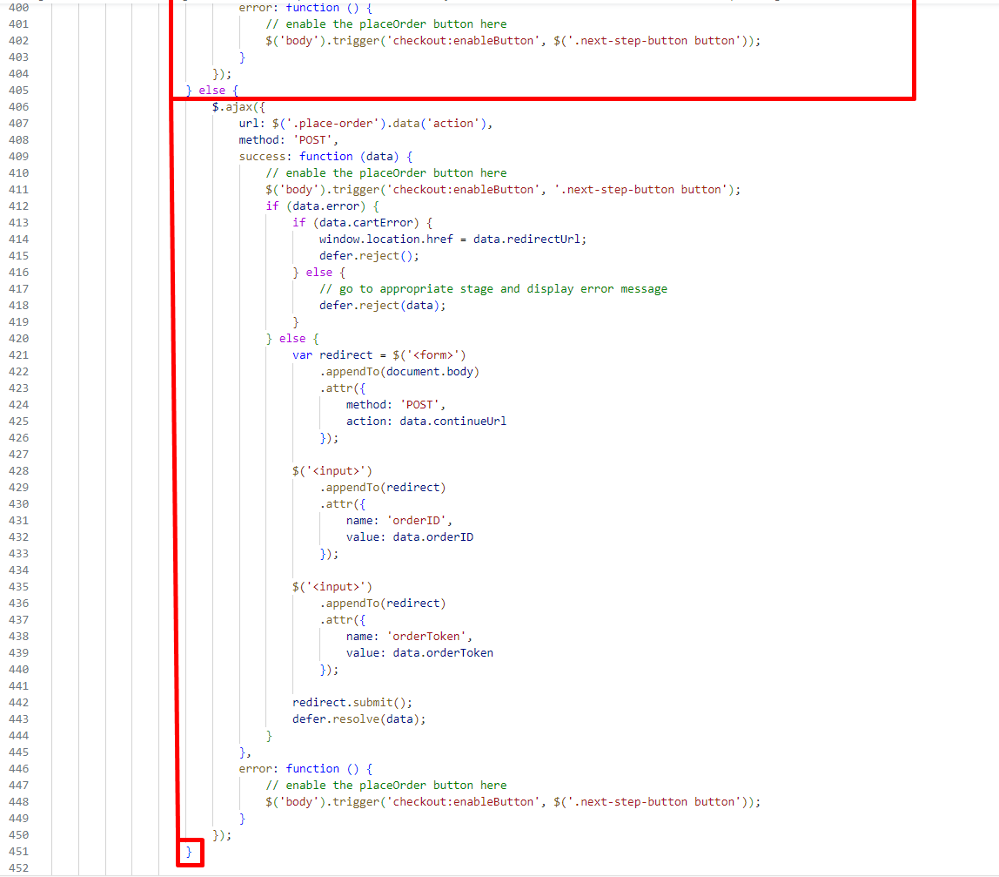 400 error: function () {
401 // enable the placeOrder button here
402 $('body').trigger('checkout:enableButton', $('.next-step-button button'));
403 }
404 });
405 } else {
406 $.ajax({
407 url: $('.place-order').data('action'),
408 method: 'POST',
409 success: function (data) {
410 // enable the placeOrder button here
411 $('body').trigger('checkout:enableButton', '.next-step-button button');
412 if (data.error) {
413 if (data.cartError) {
414 window.location.href = data.redirectUrl;
415 defer.reject();
416 } else {
417 // go to appropriate stage and display error message
418 defer.reject(data);
419 }
420 } else {
421 var redirect = $('<form>')
422 .appendTo(document.body)
423 .attr({
424 method: 'POST',
425 action: data.continueUrl
426 });
427
428 $('<input>')
429 .appendTo(redirect)
430 .attr({
431 name: 'orderID',
432 value: data.orderID
433 });
434
435 $('<input>')
436 .appendTo(redirect)
437 .attr({
438 name: 'orderToken',
439 value: data.orderToken
440 });
441
442 redirect.submit();
443 defer.resolve(data);
444 }
445 },
446 error: function () {
447 // enable the placeOrder button here
448 $('body').trigger('checkout:enableButton', $('.next-step-button button'));
449 }
450 });
451 }
452